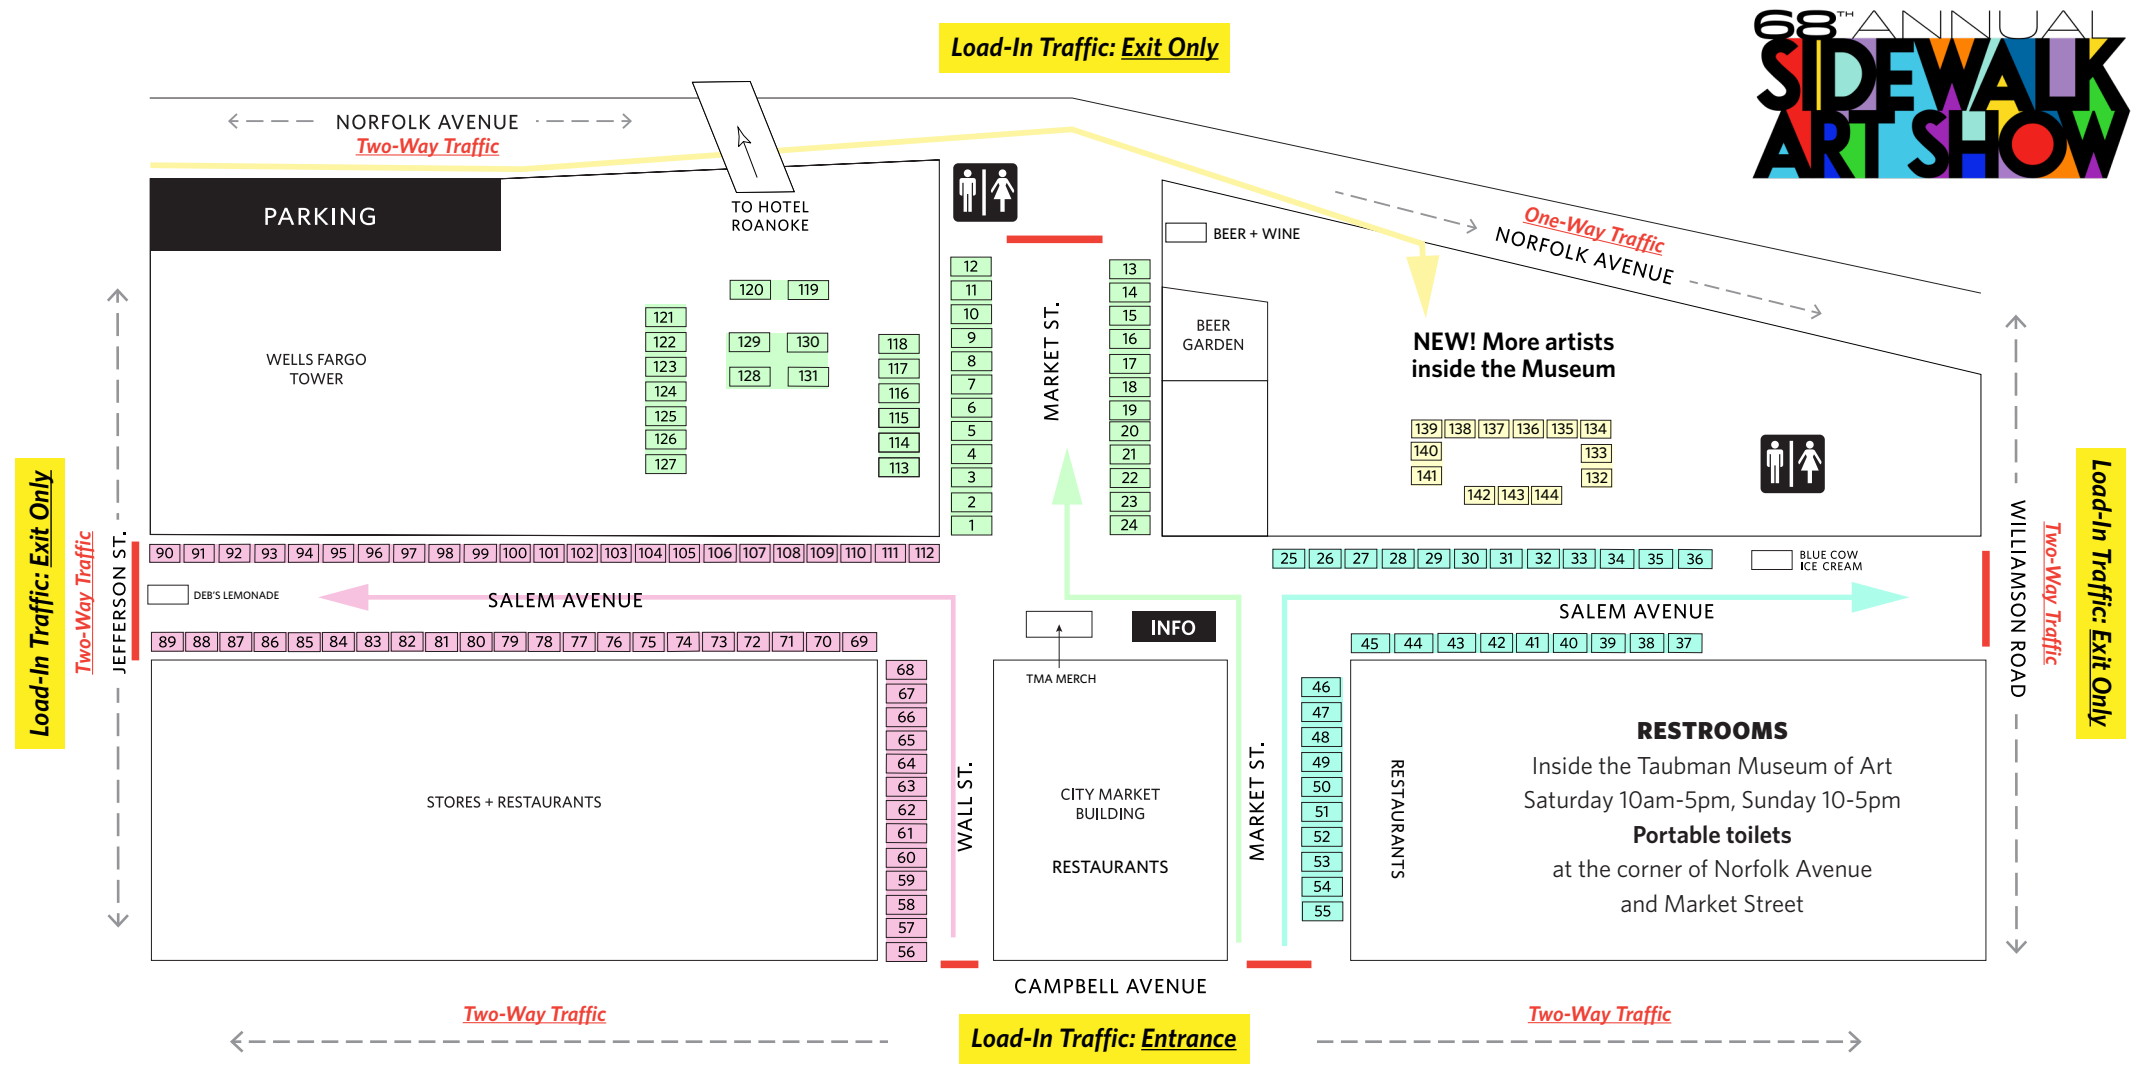 68TH ANNUAL
SIDEWALK
ART SHOW
Load-In Traffic: Exit Only
NORFOLK AVENUE
Two-Way Traffic
PARKING
TO HOTEL
ROANOKE
BEER + WINE
One-Way Traffic
NORFOLK AVENUE
WELLS FARGO
TOWER
120 119
121
122
123
124
125
126
127
129 130
128 131
118
117
116
115
114
113
12
11
10
9
8
7
6
5
4
3
2
1
MARKET ST.
13
14
15
16
17
18
19
20
21
22
23
24
BEER
GARDEN
NEW! More artists
inside the Museum
139 138 137 136 135 134
140 133
141 132
142 143 144
Load-In Traffic: Exit Only
Two-Way Traffic
JEFFERSON ST.
90 91 92 93 94 95 96 97 98 99 100 101 102 103 104 105 106 107 108 109 110 111 112
DEB'S LEMONADE
SALEM AVENUE
89 88 87 86 85 84 83 82 81 80 79 78 77 76 75 74 73 72 71 70 69
25 26 27 28 29 30 31 32 33 34 35 36
BLUE COW
ICE CREAM
SALEM AVENUE
45 44 43 42 41 40 39 38 37
WILLIAMSON ROAD
Two-Way Traffic
Load-In Traffic: Exit Only
INFO
TMA MERCH
68
67
66
65
64
63
62
61
60
59
58
57
56
STORES + RESTAURANTS
WALL ST.
CITY MARKET
BUILDING
RESTAURANTS
MARKET ST.
46
47
48
49
50
51
52
53
54
55
RESTAURANTS
RESTROOMS
Inside the Taubman Museum of Art
Saturday 10am-5pm, Sunday 10-5pm
Portable toilets
at the corner of Norfolk Avenue
and Market Street
CAMPBELL AVENUE
Two-Way Traffic
Load-In Traffic: Entrance
Two-Way Traffic